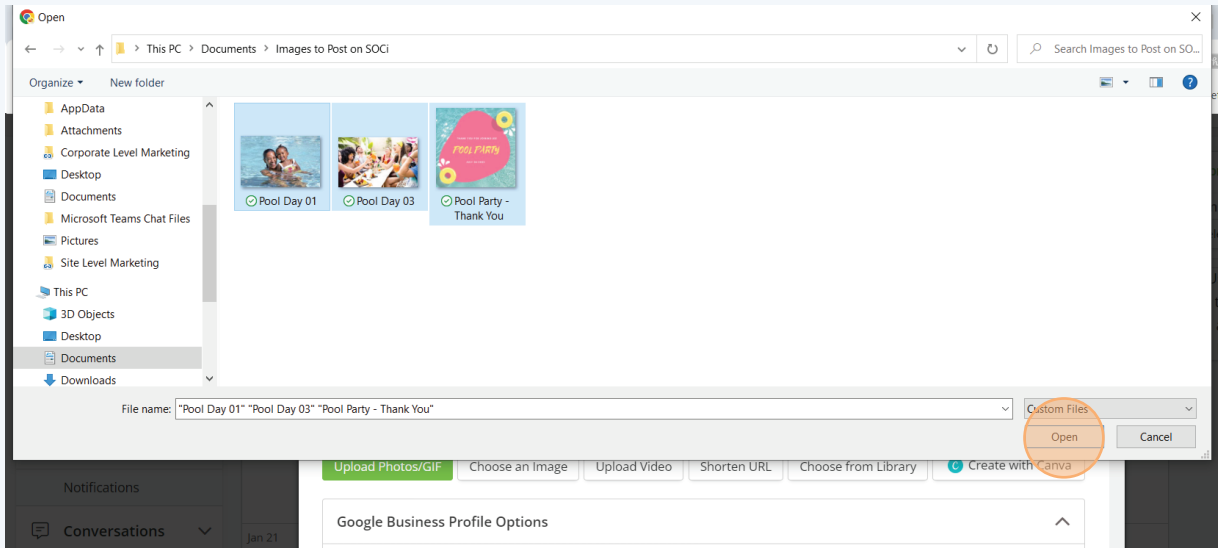 Open
This PC > Documents > Images to Post on SOCi
Search Images to Post on SO...
Organize
New folder
AppData
Attachments
Corporate Level Marketing
Desktop
Documents
Microsoft Teams Chat Files
Pictures
Site Level Marketing
This PC
3D Objects
Desktop
Documents
Downloads
POOL PARTY
Pool Day 01
Pool Day 03
Pool Party -
Thank You
File name: "Pool Day 01" "Pool Day 03" "Pool Party - Thank You"
Custom Files
Open
Cancel
Upload Photos/GIF
Choose an Image
Upload Video
Shorten URL
Choose from Library
Create with Canva
Notifications
Google Business Profile Options
Conversations
Jan 21